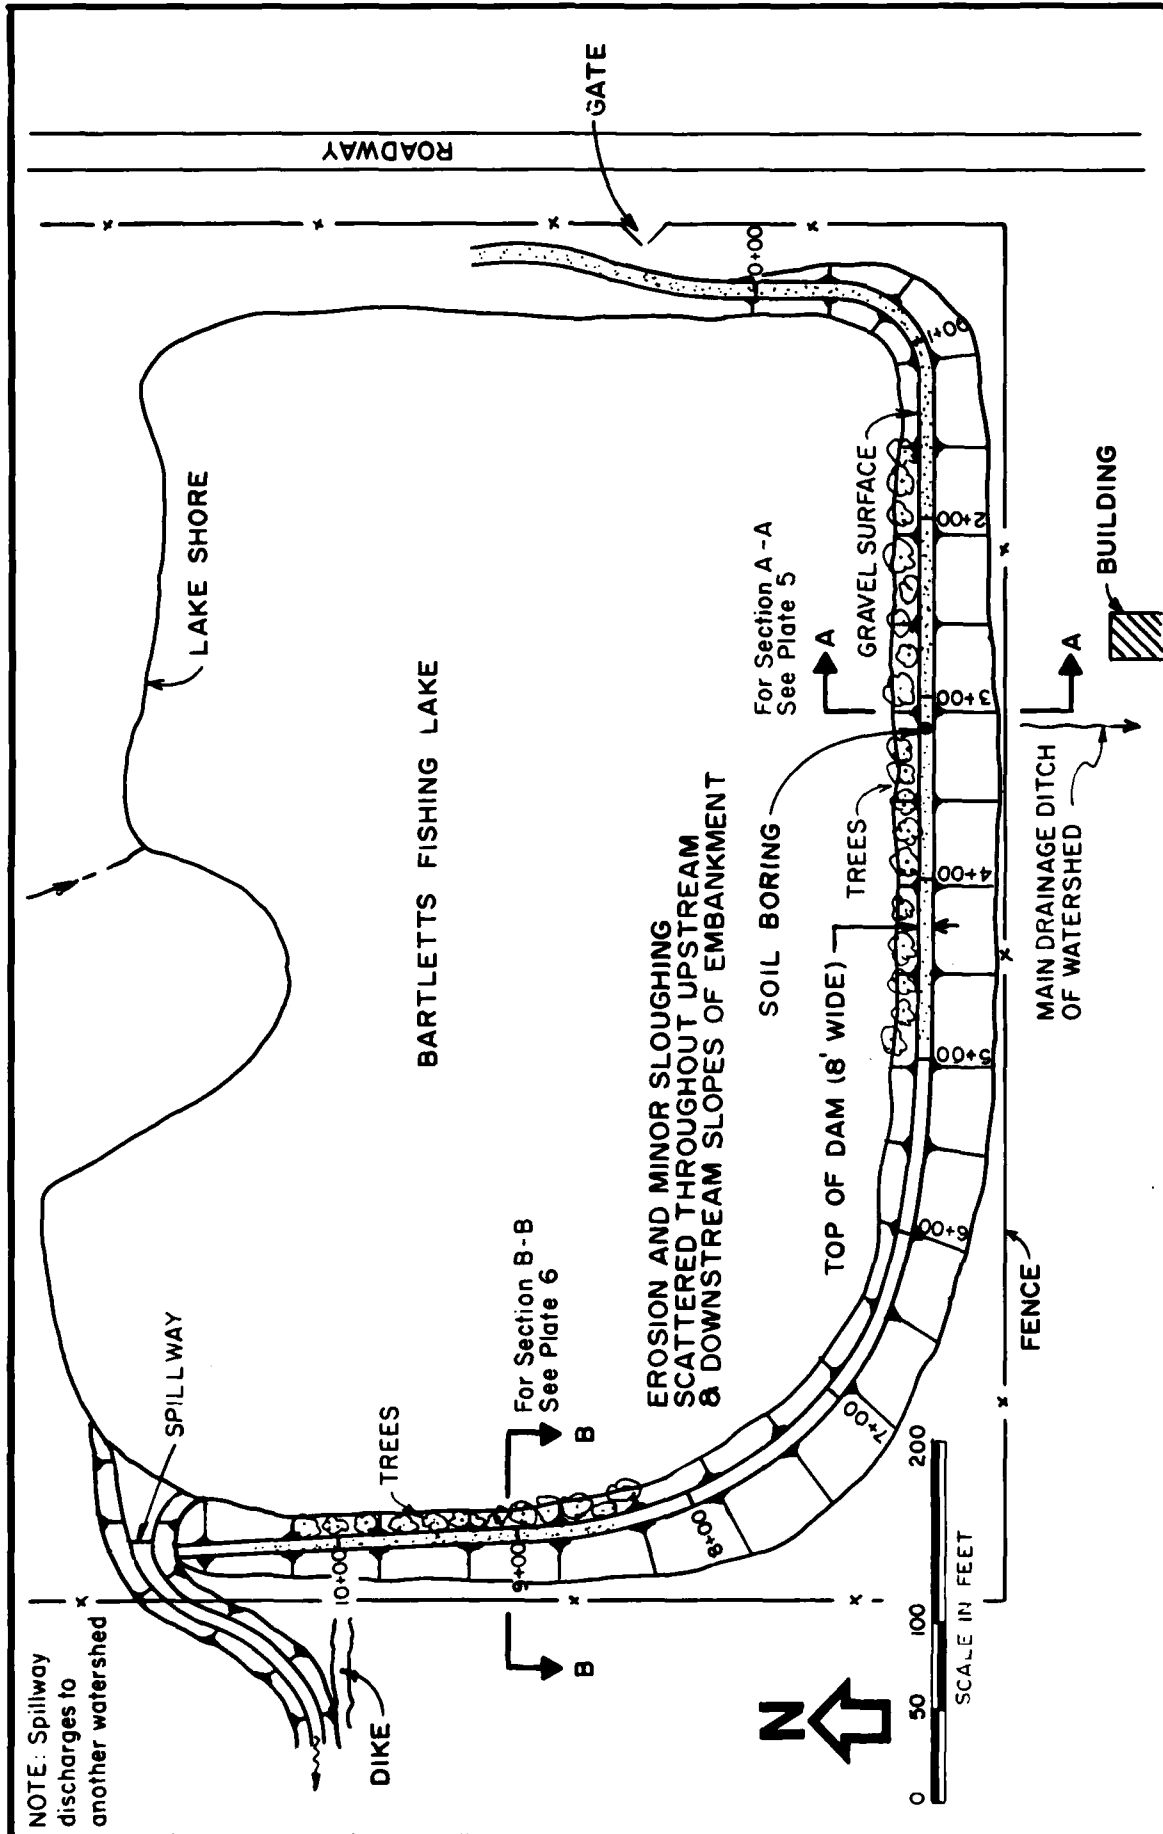 NOTE: Spillway
discharges to
another watershed
SPILLWAY
DIKE
10+00
TREES
9+00
B
B
For Section B-B
See Plate 6
8+00
7+00
LAKE SHORE
BARTLETTS FISHING LAKE
ROADWAY
GATE
0+00
1+00
EROSION AND MINOR SLOUGHING
SCATTERED THROUGHOUT UPSTREAM
& DOWNSTREAM SLOPES OF EMBANKMENT
For Section A-A
See Plate 5
A
A
SOIL BORING
GRAVEL SURFACE
TREES
TOP OF DAM (8' WIDE)
6+00
5+00
4+00
3+00
2+00
FENCE
MAIN DRAINAGE DITCH
OF WATERSHED
BUILDING
N
0 50 100 200
SCALE IN FEET